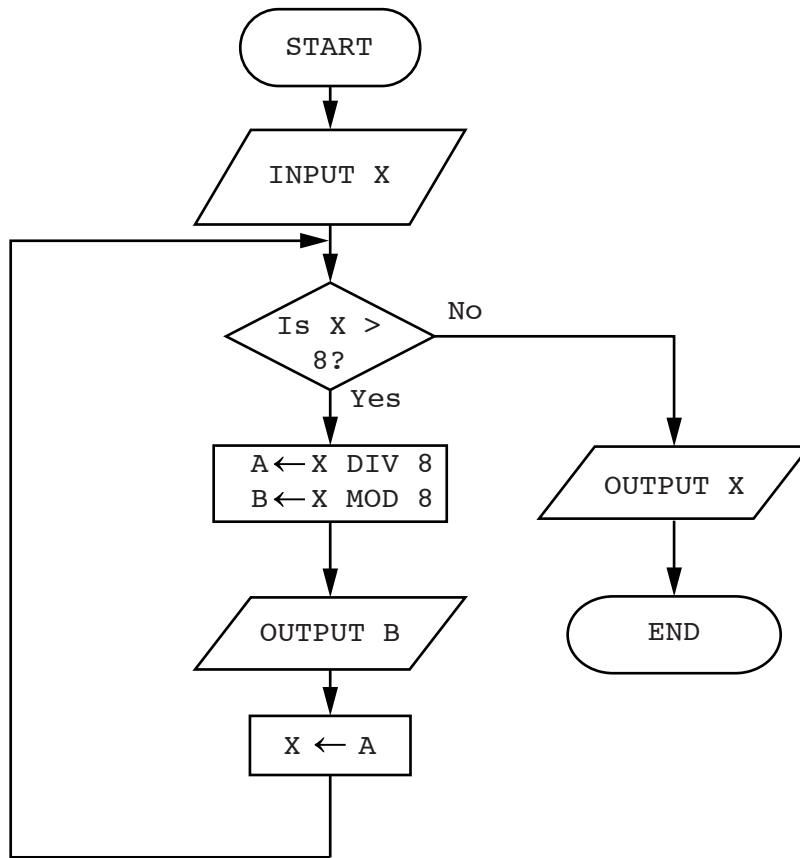 START
INPUT X
Is X >
8?
No
Yes
A ← X DIV 8
B ← X MOD 8
OUTPUT X
OUTPUT B
END
X ← A